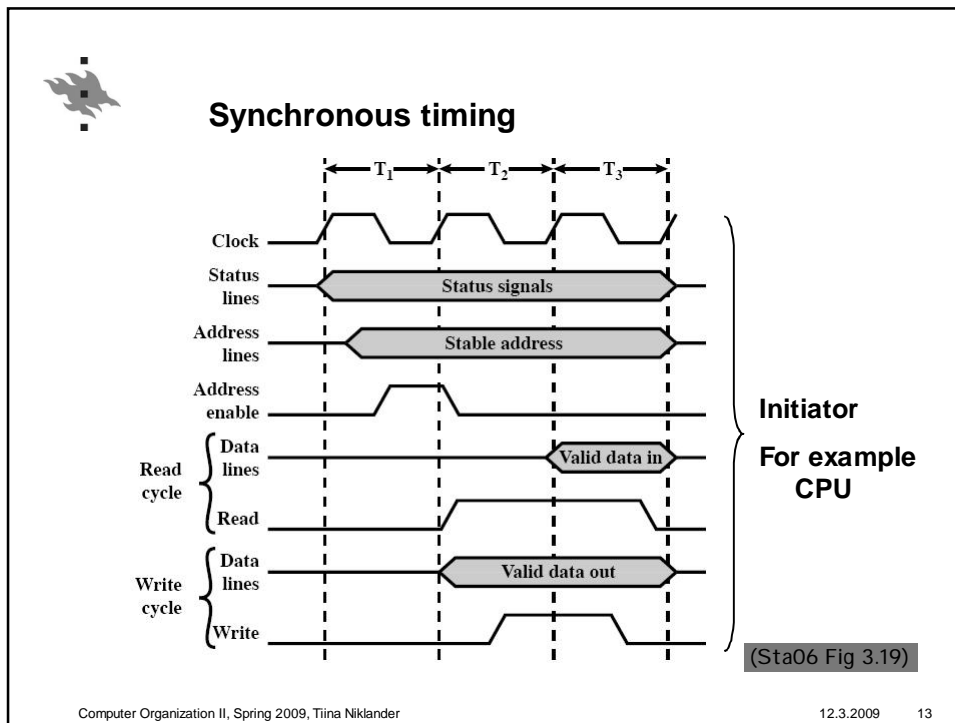 Synchronous timing
T1 T2 T3
Clock
Status
lines
Status signals
Address
lines
Stable address
Address
enable
Read
cycle
Data
lines
Valid data in
Read
Write
cycle
Data
lines
Valid data out
Write
Initiator
For example
CPU
(Sta06 Fig 3.19)
Computer Organization II, Spring 2009, Tiina Niklander 12.3.2009 13